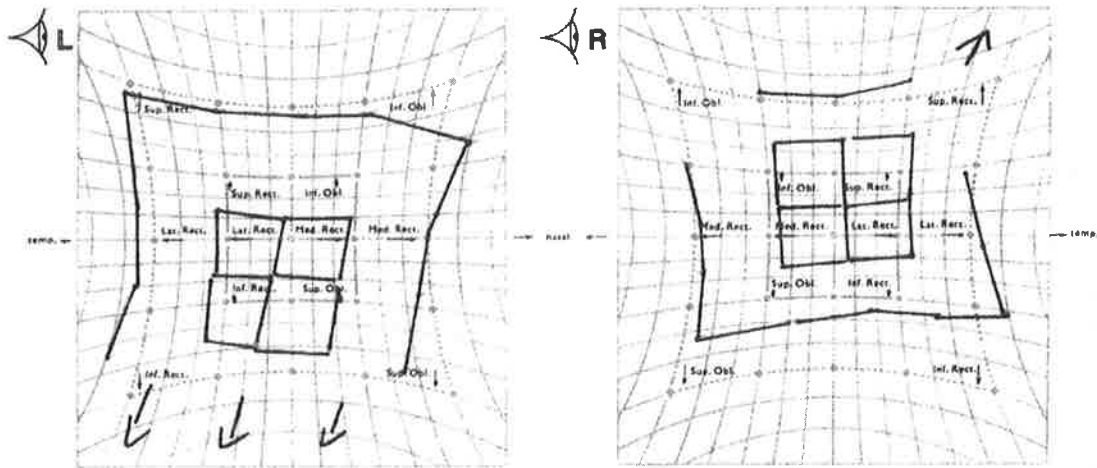 L
R
Sup. Rect.
Inf. Obl.
Sup. Rect.
Inf. Obl.
temp.
Lat. Rect.
Lat. Rect.
Med. Rect.
Med. Rect.
Inf. Rect.
Sup. Obl.
Inf. Rect.
Sup. Obl.
nasal
Inf. Obl.
Sup. Rect.
Inf. Obl.
Sup. Rect.
Med. Rect.
Med. Rect.
Lat. Rect.
Lat. Rect.
temp.
Sup. Obl.
Inf. Rect.
Sup. Obl.
Inf. Rect.